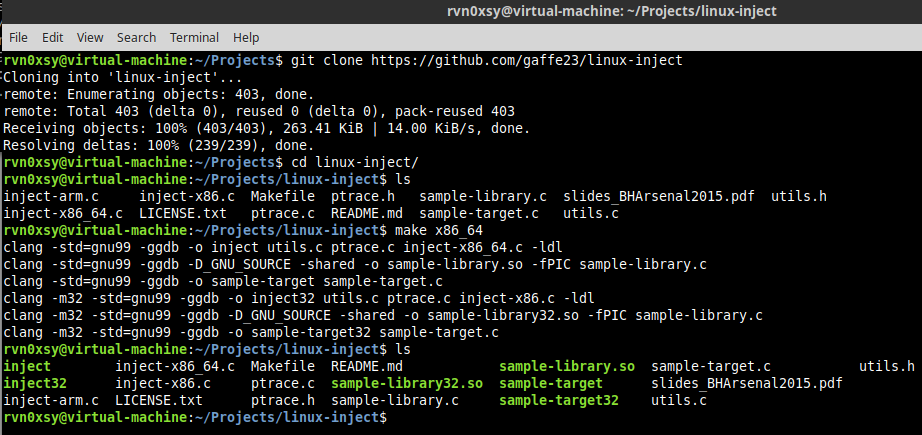 rvn0xsy@virtual-machine: ~/Projects/linux-inject
File Edit View Search Terminal Help
rvn0xsy@virtual-machine:~/Projects$ git clone https://github.com/gaffe23/linux-inject
Cloning into 'linux-inject'...
remote: Enumerating objects: 403, done.
remote: Total 403 (delta 0), reused 0 (delta 0), pack-reused 403
Receiving objects: 100% (403/403), 263.41 KiB | 14.00 KiB/s, done.
Resolving deltas: 100% (239/239), done.
rvn0xsy@virtual-machine:~/Projects$ cd linux-inject/
rvn0xsy@virtual-machine:~/Projects/linux-inject$ ls
inject-arm.c inject-x86.c Makefile ptrace.h sample-library.c slides_BHArsenal2015.pdf utils.h
inject-x86_64.c LICENSE.txt ptrace.c README.md sample-target.c utils.c
rvn0xsy@virtual-machine:~/Projects/linux-inject$ make x86_64
clang -std=gnu99 -ggdb -o inject utils.c ptrace.c inject-x86_64.c -ldl
clang -std=gnu99 -ggdb -D_GNU_SOURCE -shared -o sample-library.so -fPIC sample-library.c
clang -std=gnu99 -ggdb -o sample-target sample-target.c
clang -m32 -std=gnu99 -ggdb -o inject32 utils.c ptrace.c inject-x86.c -ldl
clang -m32 -std=gnu99 -ggdb -D_GNU_SOURCE -shared -o sample-library32.so -fPIC sample-library.c
clang -m32 -std=gnu99 -ggdb -o sample-target32 sample-target.c
rvn0xsy@virtual-machine:~/Projects/linux-inject$ ls
inject inject-x86_64.c Makefile README.md sample-library.so sample-target.c utils.h
inject32 inject-x86.c ptrace.c sample-library32.so sample-target slides_BHArsenal2015.pdf
inject-arm.c LICENSE.txt ptrace.h sample-library.c sample-target32 utils.c
rvn0xsy@virtual-machine:~/Projects/linux-inject$